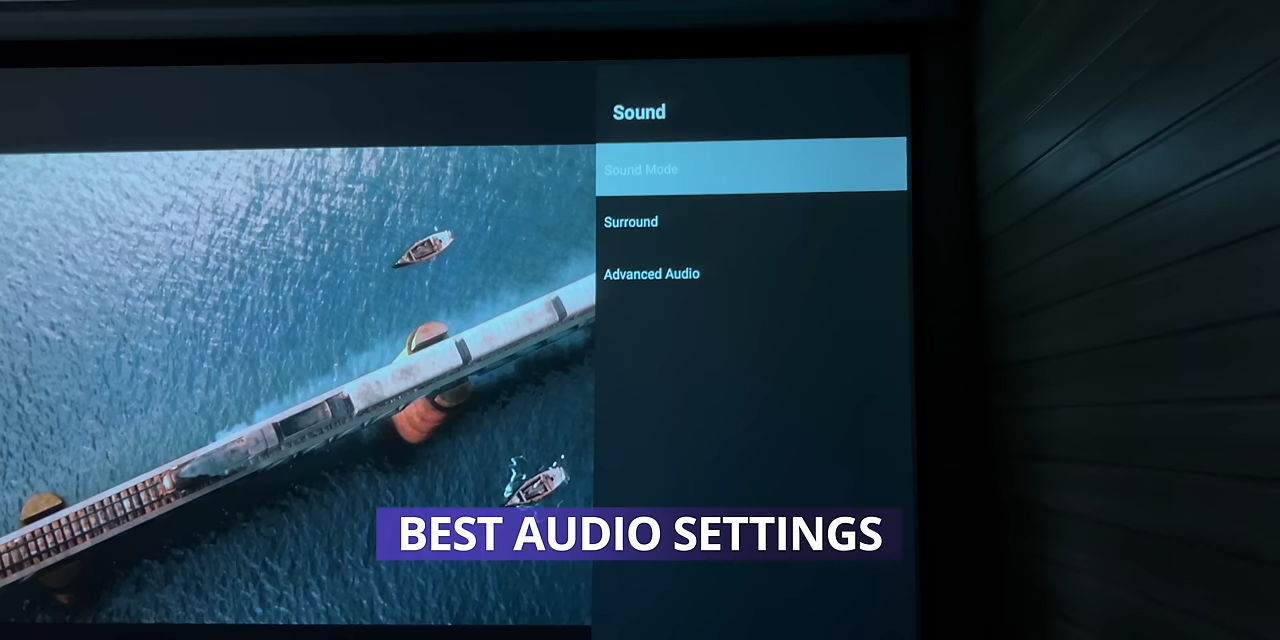 Sound
Sound Mode
Surround
Advanced Audio
BEST AUDIO SETTINGS